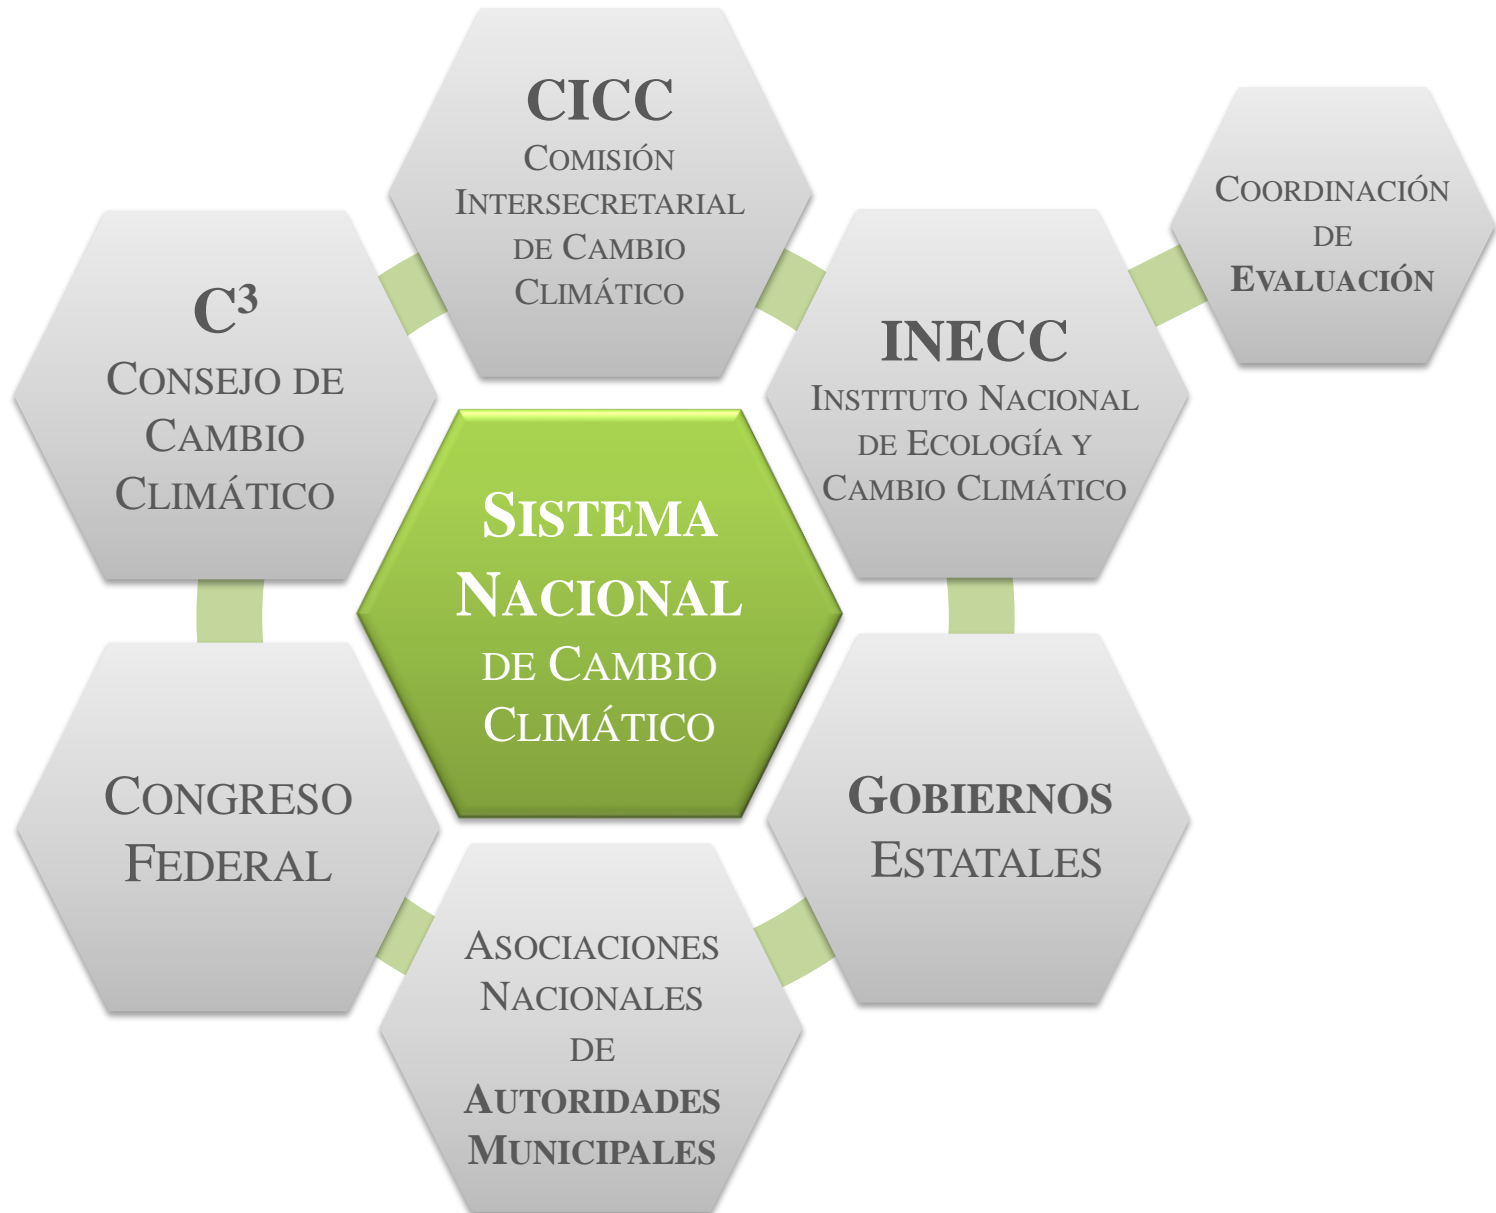 CICC
COMISIÓN
INTERSECRETARIAL
DE CAMBIO
CLIMÁTICO
COORDINACIÓN
DE
EVALUACIÓN
C³
CONSEJO DE
CAMBIO
CLIMÁTICO
INECC
INSTITUTO NACIONAL
DE ECOLOGÍA Y
CAMBIO CLIMÁTICO
SISTEMA
NACIONAL
DE CAMBIO
CLIMÁTICO
CONGRESO
FEDERAL
GOBIERNOS
ESTATALES
ASOCIACIONES
NACIONALES
DE
AUTORIDADES
MUNICIPALES